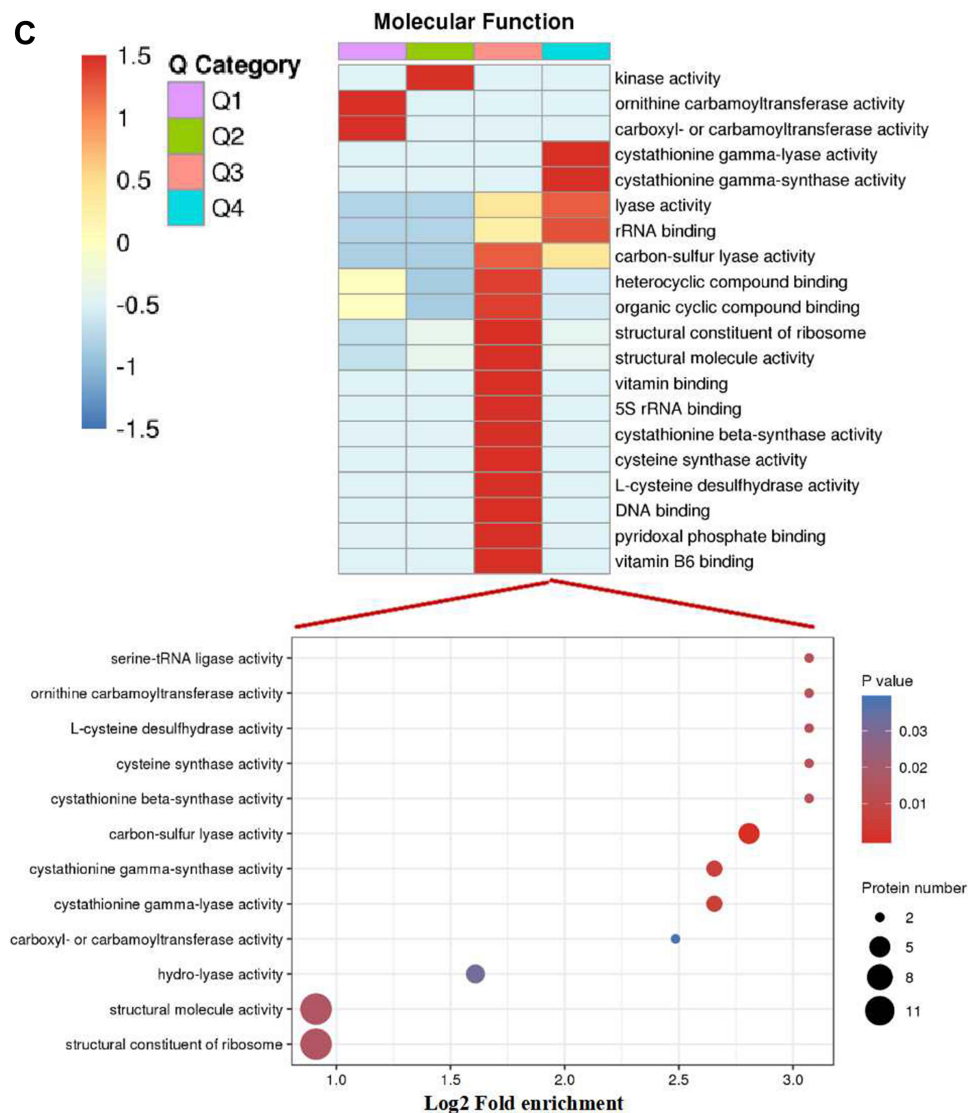 C
Molecular Function
1.5
1
0.5
0
-0.5
-1
-1.5
Q Category
Q1
Q2
Q3
Q4
kinase activity
ornithine carbamoyltransferase activity
carboxyl- or carbamoyltransferase activity
cystathionine gamma-lyase activity
cystathionine gamma-synthase activity
lyase activity
rRNA binding
carbon-sulfur lyase activity
heterocyclic compound binding
organic cyclic compound binding
structural constituent of ribosome
structural molecule activity
vitamin binding
5S rRNA binding
cystathionine beta-synthase activity
cysteine synthase activity
L-cysteine desulfhydrase activity
DNA binding
pyridoxal phosphate binding
vitamin B6 binding
serine-tRNA ligase activity
ornithine carbamoyltransferase activity
L-cysteine desulfhydrase activity
cysteine synthase activity
cystathionine beta-synthase activity
carbon-sulfur lyase activity
cystathionine gamma-synthase activity
cystathionine gamma-lyase activity
carboxyl- or carbamoyltransferase activity
hydro-lyase activity
structural molecule activity
structural constituent of ribosome
1.0 1.5 2.0 2.5 3.0
Log2 Fold enrichment
P value
0.03
0.02
0.01
Protein number
2
5
8
11